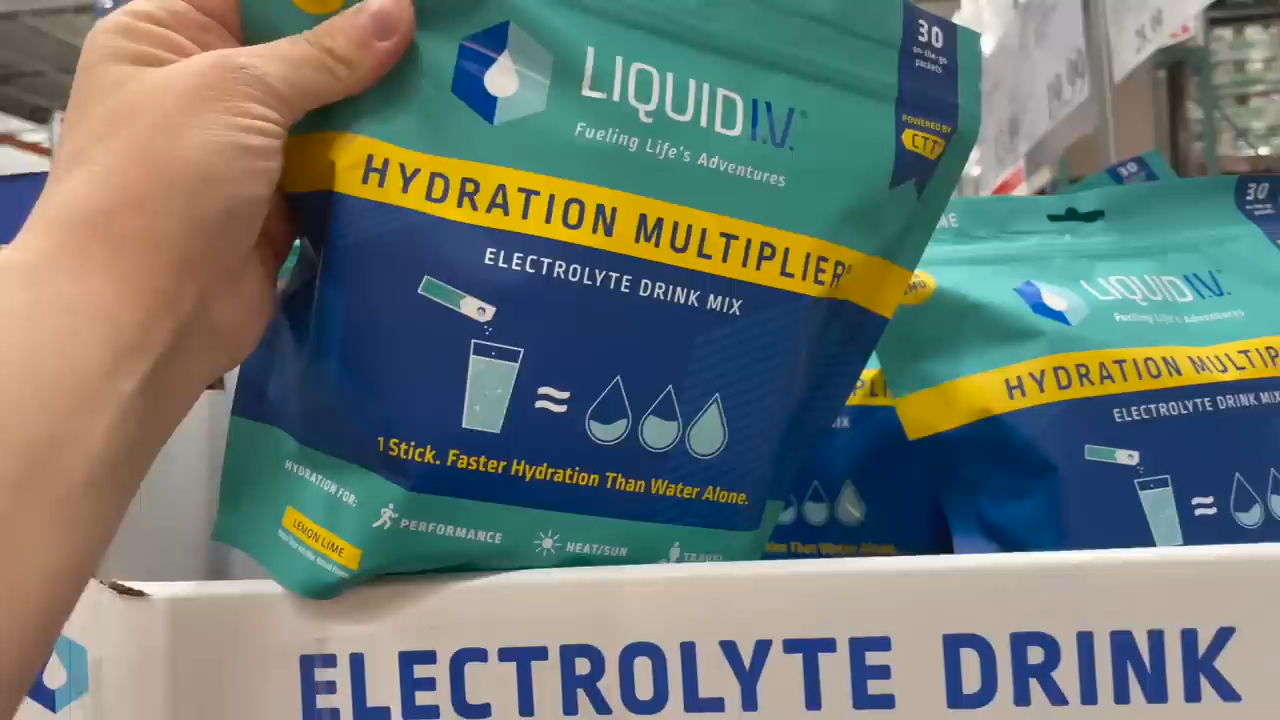 LIQUID I.V.
Fueling Life's Adventures
30
on-the-go
packets
POWERED BY
CTT
HYDRATION MULTIPLIER®
ELECTROLYTE DRINK MIX
≈
1 Stick. Faster Hydration Than Water Alone.
HYDRATION FOR:
PERFORMANCE
HEAT/SUN
TRAVEL
LEMON LIME
30
30
LIQUID I.V.
Fueling Life's Adventures
HYDRATION MULTIP
ELECTROLYTE DRINK MIX
≈
ELECTROLYTE DRINK